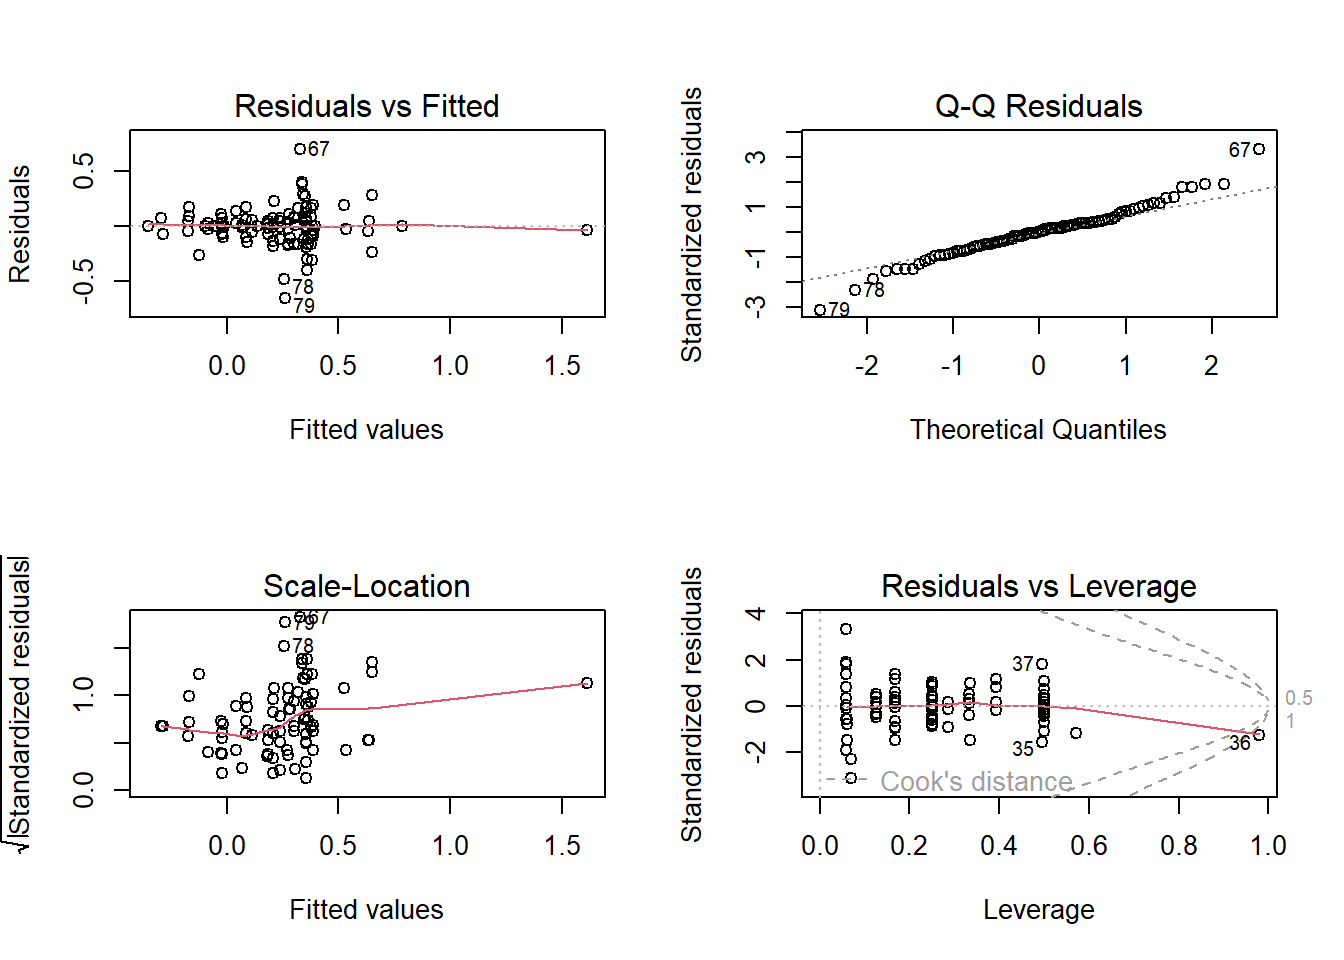 Residuals vs Fitted
Residuals
0.5
-0.5
67
78
79
0.0 0.5 1.0 1.5
Fitted values
Q-Q Residuals
Standardized residuals
3
1
-1
-3
67
78
79
-2 -1 0 1 2
Theoretical Quantiles
Scale-Location
√|Standardized residuals|
1.0
0.0
67
79
78
0.0 0.5 1.0 1.5
Fitted values
Residuals vs Leverage
Standardized residuals
4
2
0
-2
37
35
36
0.5
1
Cook's distance
0.0 0.2 0.4 0.6 0.8 1.0
Leverage